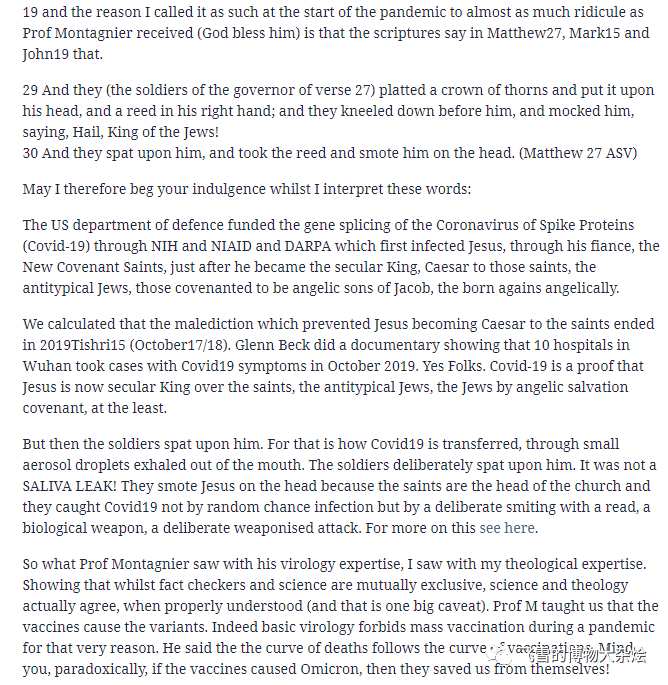 19 and the reason I called it as such at the start of the pandemic to almost as much ridicule as
Prof Montagnier received (God bless him) is that the scriptures say in Matthew27, Mark15 and
John19 that.
29 And they (the soldiers of the governor of verse 27) platted a crown of thorns and put it upon
his head, and a reed in his right hand; and they kneeled down before him, and mocked him,
saying, Hail, King of the Jews!
30 And they spat upon him, and took the reed and smote him on the head. (Matthew 27 ASV)
May I therefore beg your indulgence whilst I interpret these words:
The US department of defence funded the gene splicing of the Coronavirus of Spike Proteins
(Covid-19) through NIH and NIAID and DARPA which first infected Jesus, through his fiance, the
New Covenant Saints, just after he became the secular King, Caesar to those saints, the
antitypical Jews, those covenanted to be angelic sons of Jacob, the born agains angelically.
We calculated that the malediction which prevented Jesus becoming Caesar to the saints ended
in 2019Tishri15 (October17/18). Glenn Beck did a documentary showing that 10 hospitals in
Wuhan took cases with Covid19 symptoms in October 2019. Yes Folks. Covid-19 is a proof that
Jesus is now secular King over the saints, the antitypical Jews, the Jews by angelic salvation
covenant, at the least.
But then the soldiers spat upon him. For that is how Covid19 is transferred, through small
aerosol droplets exhaled out of the mouth. The soldiers deliberately spat upon him. It was not a
SALIVA LEAK! They smote Jesus on the head because the saints are the head of the church and
they caught Covid19 not by random chance infection but by a deliberate smiting with a read, a
biological weapon, a deliberate weaponised attack. For more on this see here.
So what Prof Montagnier saw with his virology expertise, I saw with my theological expertise.
Showing that whilst fact checkers and science are mutually exclusive, science and theology
actually agree, when properly understood (and that is one big caveat). Prof M taught us that the
vaccines cause the variants. Indeed basic virology forbids mass vaccination during a pandemic
for that very reason. He said the the curve of deaths follows the curve of vaccinations. Mind
you, paradoxically, if the vaccines caused Omicron, then they saved us from themselves!
飞雪的博物大杂烩